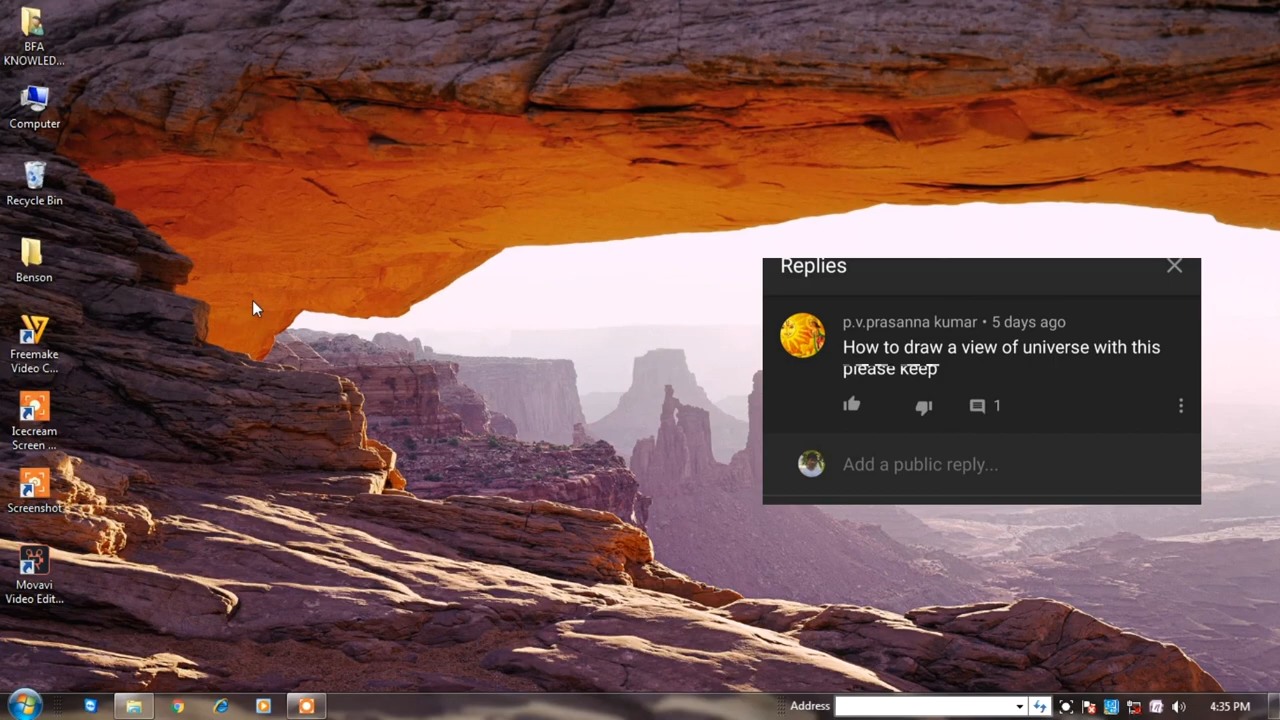 BFA
KNOWLED...
Computer
Recycle Bin
Benson
Freemake
Video C...
Icecream
Screen ...
Screenshot
Movavi
Video Edit...
Replies
p.v.prasanna kumar • 5 days ago
How to draw a view of universe with this
please keep
1
Add a public reply...
Address
4:35 PM